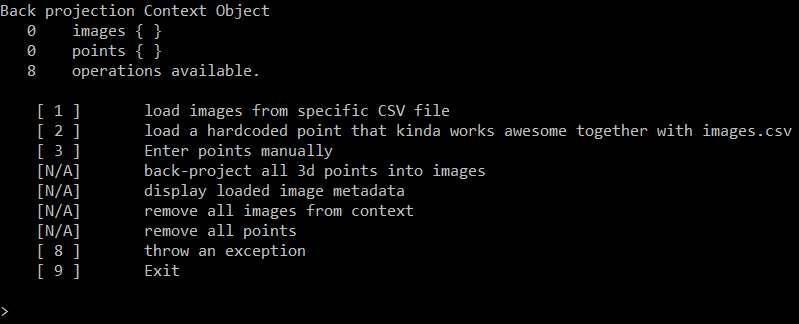 Back projection Context Object
0 images { }
0 points { }
8 operations available.
[ 1 ] load images from specific CSV file
[ 2 ] load a hardcoded point that kinda works awesome together with images.csv
[ 3 ] Enter points manually
[N/A] back-project all 3d points into images
[N/A] display loaded image metadata
[N/A] remove all images from context
[N/A] remove all points
[ 8 ] throw an exception
[ 9 ] Exit
>